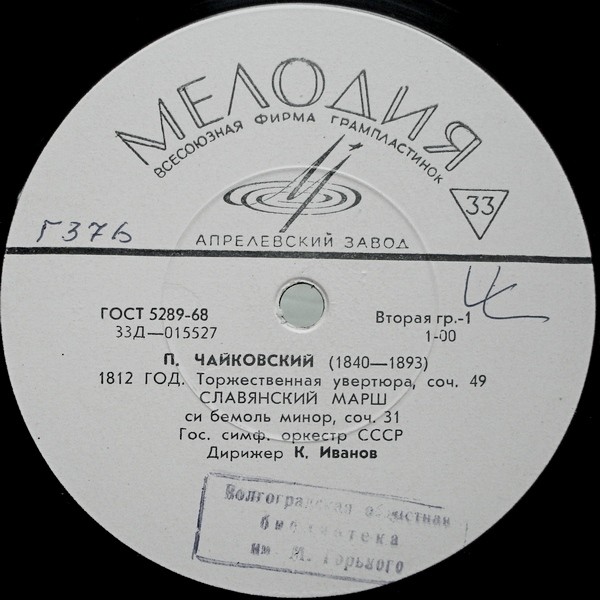 МЕЛОДИЯ
ВСЕСОЮЗНАЯ ФИРМА ГРАМПЛАСТИНОК
33
АПРЕЛЕВСКИЙ ЗАВОД
Г376
ГОСТ 5289-68
Вторая гр.-1
33Д—015527
1-00
П. ЧАЙКОВСКИЙ (1840—1893)
1812 ГОД. Торжественная увертюра, соч. 49
СЛАВЯНСКИЙ МАРШ
си бемоль минор, соч. 31
Гос. симф. оркестр СССР
Дирижер К. Иванов
Волгоградская областная
библиотека
им. М. Горького